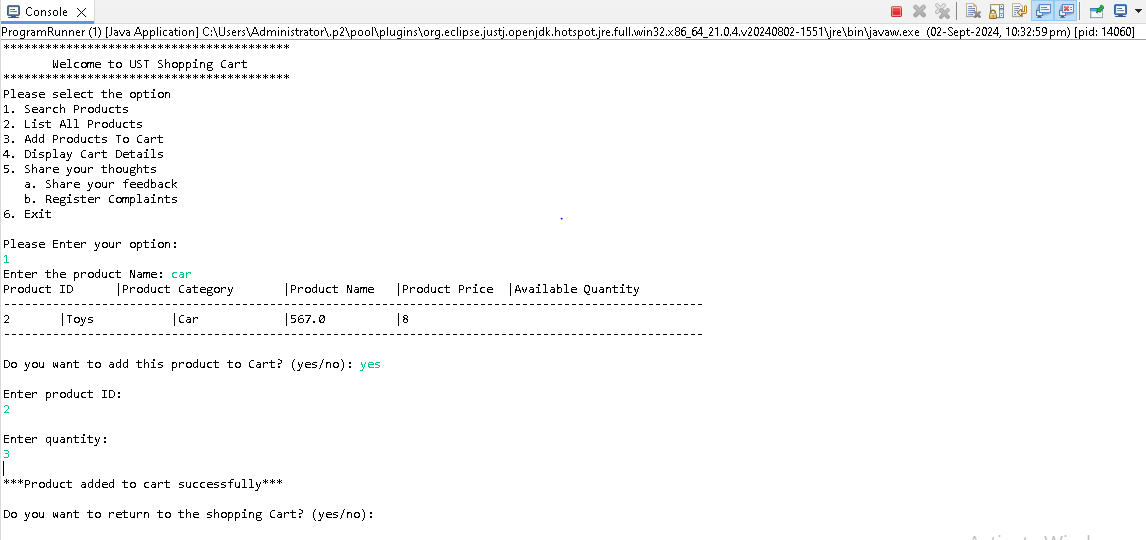 Console
ProgramRunner (1) [Java Application] C:\Users\Administrator\.p2\pool\plugins\org.eclipse.justj.openjdk.hotspot.jre.full.win32.x86_64_21.0.4.v20240802-1551\jre\bin\javaw.exe (02-Sept-2024, 10:32:59 pm) [pid: 14060]
*****************************************
Welcome to UST Shopping Cart
*****************************************
Please select the option
1. Search Products
2. List All Products
3. Add Products To Cart
4. Display Cart Details
5. Share your thoughts
a. Share your feedback
b. Register Complaints
6. Exit
Please Enter your option:
1
Enter the product Name: car
Product ID |Product Category |Product Name |Product Price |Available Quantity
----------------------------------------------------------------------------------------------------
2 |Toys |Car |567.0 |8
----------------------------------------------------------------------------------------------------
Do you want to add this product to Cart? (yes/no): yes
Enter product ID:
2
Enter quantity:
3
***Product added to cart successfully***
Do you want to return to the shopping Cart? (yes/no):